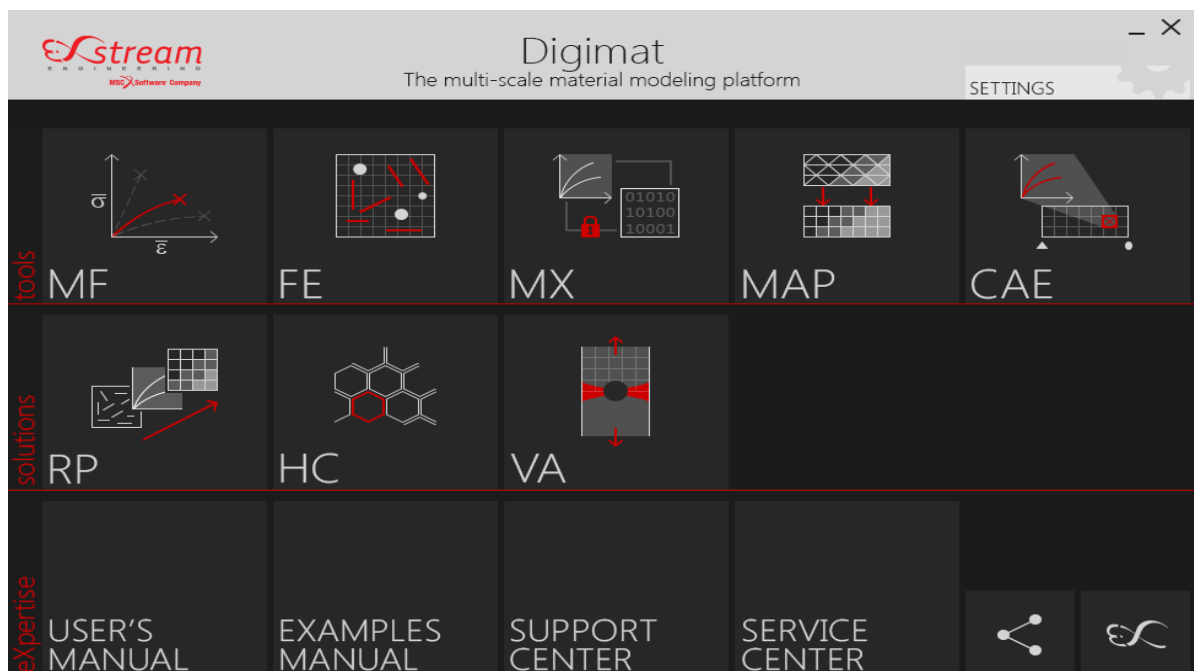 eXstream
ENGINEERING
MSC Software Company
Digimat
The multi-scale material modeling platform
SETTINGS
tools
σ
ε
MF
FE
01010
10100
10001
MX
MAP
CAE
solutions
RP
HC
VA
eXpertise
USER'S
MANUAL
EXAMPLES
MANUAL
SUPPORT
CENTER
SERVICE
CENTER